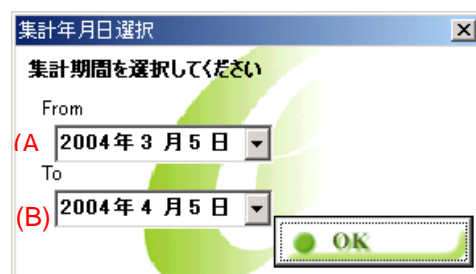 集計年月日選択
集計期間を選択してください
From
(A 2004年 3 月 5 日
To
(B) 2004年 4 月 5 日
OK